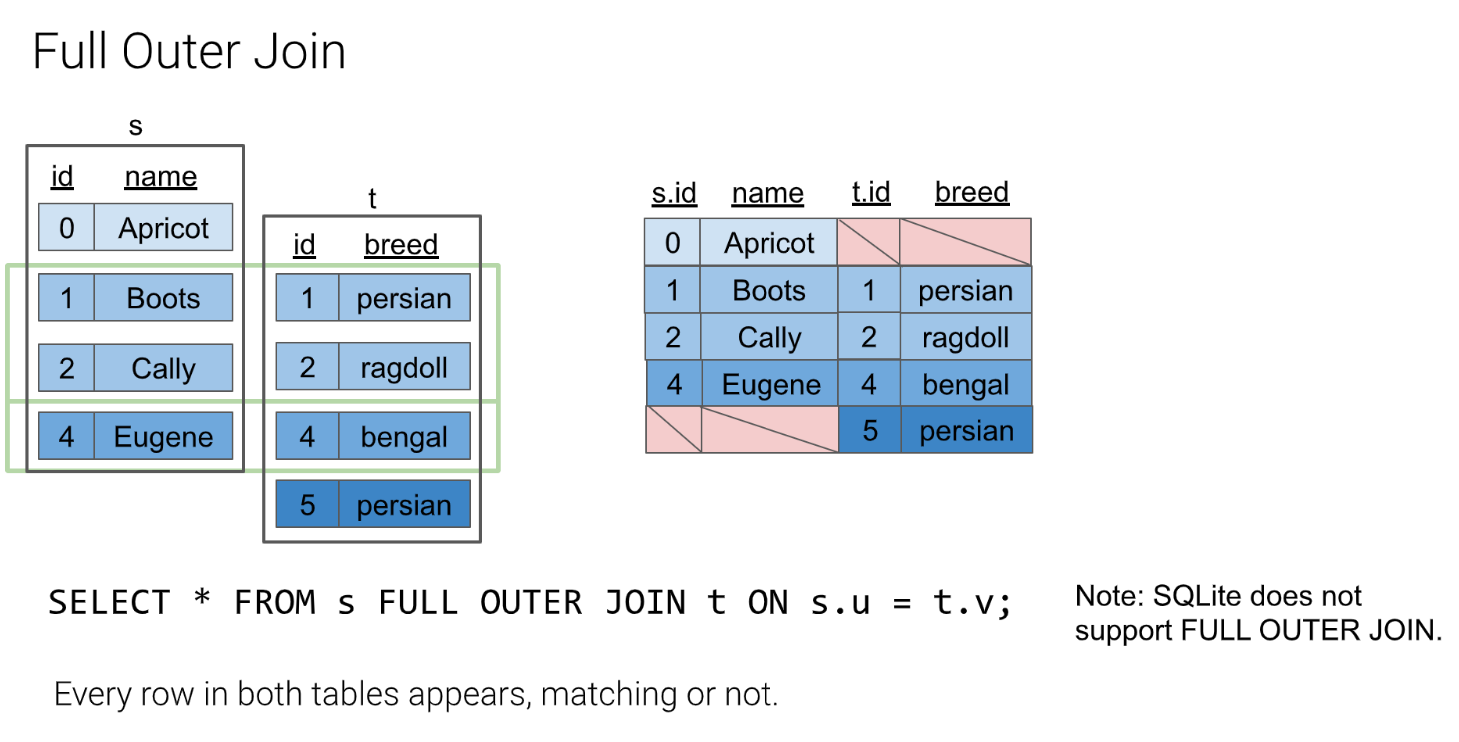 Full Outer Join
s
id name
0 Apricot
1 Boots
2 Cally
4 Eugene
t
id breed
1 persian
2 ragdoll
4 bengal
5 persian
s.id name t.id breed
0 Apricot
1 Boots 1 persian
2 Cally 2 ragdoll
4 Eugene 4 bengal
5 persian
SELECT * FROM s FULL OUTER JOIN t ON s.u = t.v;
Note: SQLite does not
support FULL OUTER JOIN.
Every row in both tables appears, matching or not.